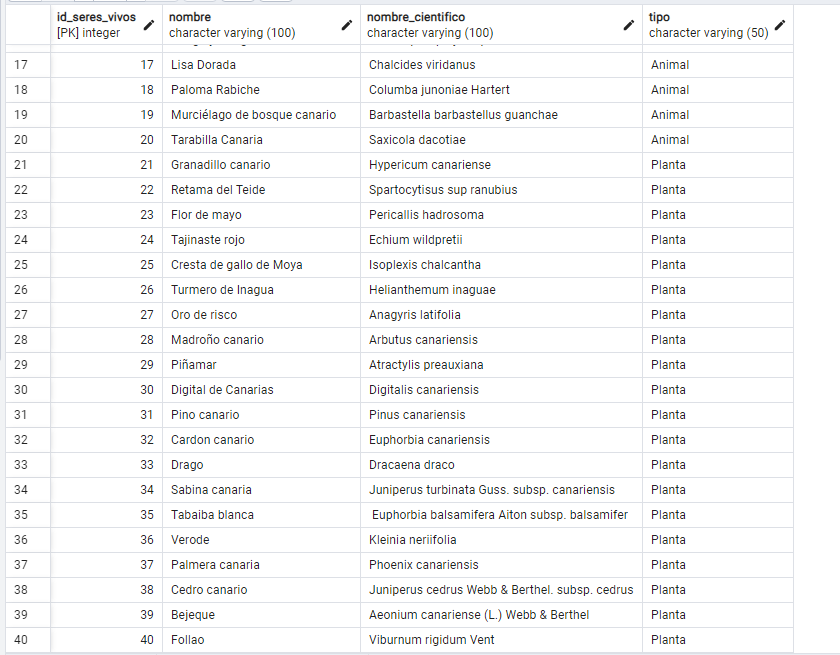 id_seres_vivos nombre nombre_cientifico tipo
[PK] integer character varying (100) character varying (100) character varying (50)
17 17 Lisa Dorada Chalcides viridanus Animal
18 18 Paloma Rabiche Columba junoniae Hartert Animal
19 19 Murciélago de bosque canario Barbastella barbastellus guanchae Animal
20 20 Tarabilla Canaria Saxicola dacotiae Animal
21 21 Granadillo canario Hypericum canariense Planta
22 22 Retama del Teide Spartocytisus sup ranubius Planta
23 23 Flor de mayo Pericallis hadrosoma Planta
24 24 Tajinaste rojo Echium wildpretii Planta
25 25 Cresta de gallo de Moya Isoplexis chalcantha Planta
26 26 Turmero de Inagua Helianthemum inaguae Planta
27 27 Oro de risco Anagyris latifolia Planta
28 28 Madroño canario Arbutus canariensis Planta
29 29 Piñamar Atractylis preauxiana Planta
30 30 Digital de Canarias Digitalis canariensis Planta
31 31 Pino canario Pinus canariensis Planta
32 32 Cardon canario Euphorbia canariensis Planta
33 33 Drago Dracaena draco Planta
34 34 Sabina canaria Juniperus turbinata Guss. subsp. canariensis Planta
35 35 Tabaiba blanca Euphorbia balsamifera Aiton subsp. balsamifer Planta
36 36 Verode Kleinia neriifolia Planta
37 37 Palmera canaria Phoenix canariensis Planta
38 38 Cedro canario Juniperus cedrus Webb & Berthel. subsp. cedrus Planta
39 39 Bejeque Aeonium canariense (L.) Webb & Berthel Planta
40 40 Follao Viburnum rigidum Vent Planta